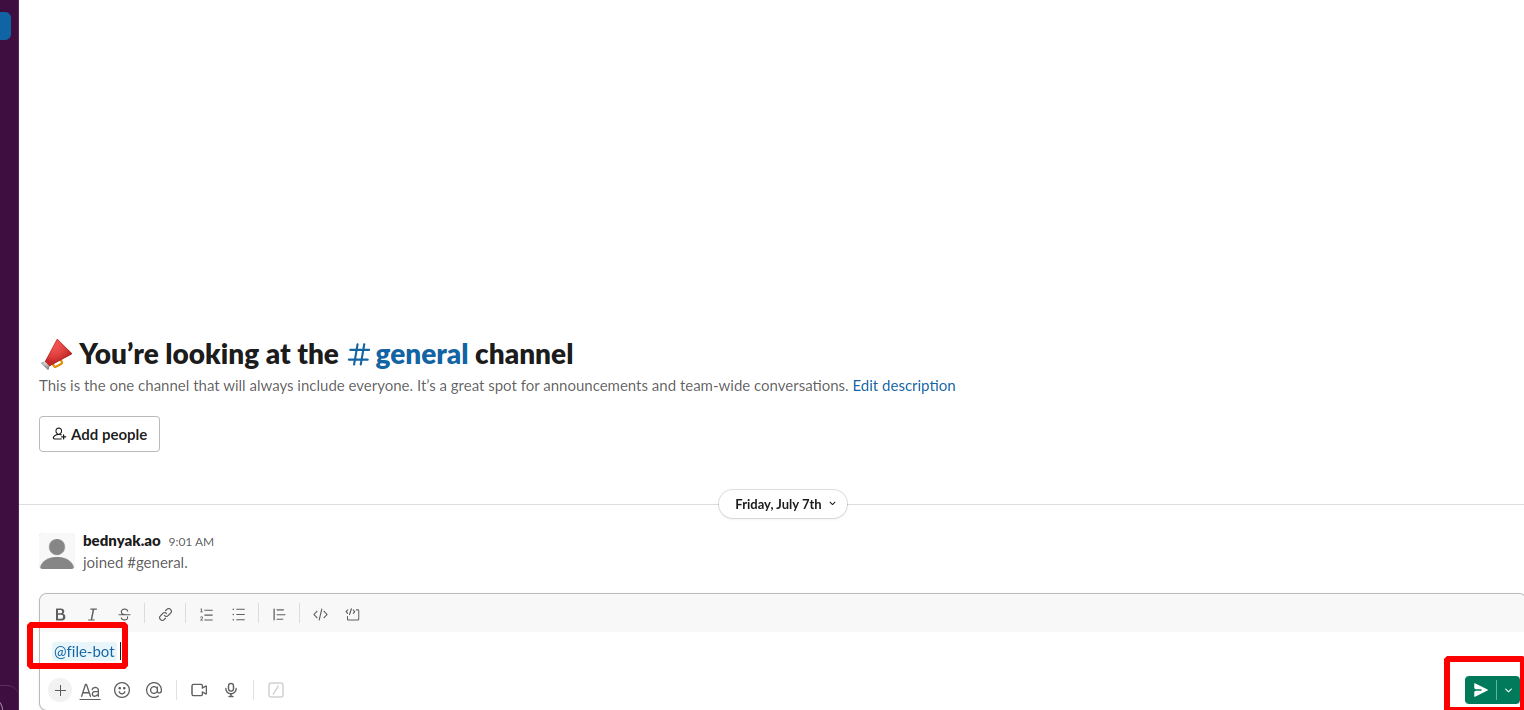 You’re looking at the # general channel
This is the one channel that will always include everyone. It’s a great spot for announcements and team-wide conversations. Edit description
Add people
Friday, July 7th
bednyak.ao 9:01 AM
joined #general.
B I S
@file-bot
Aa